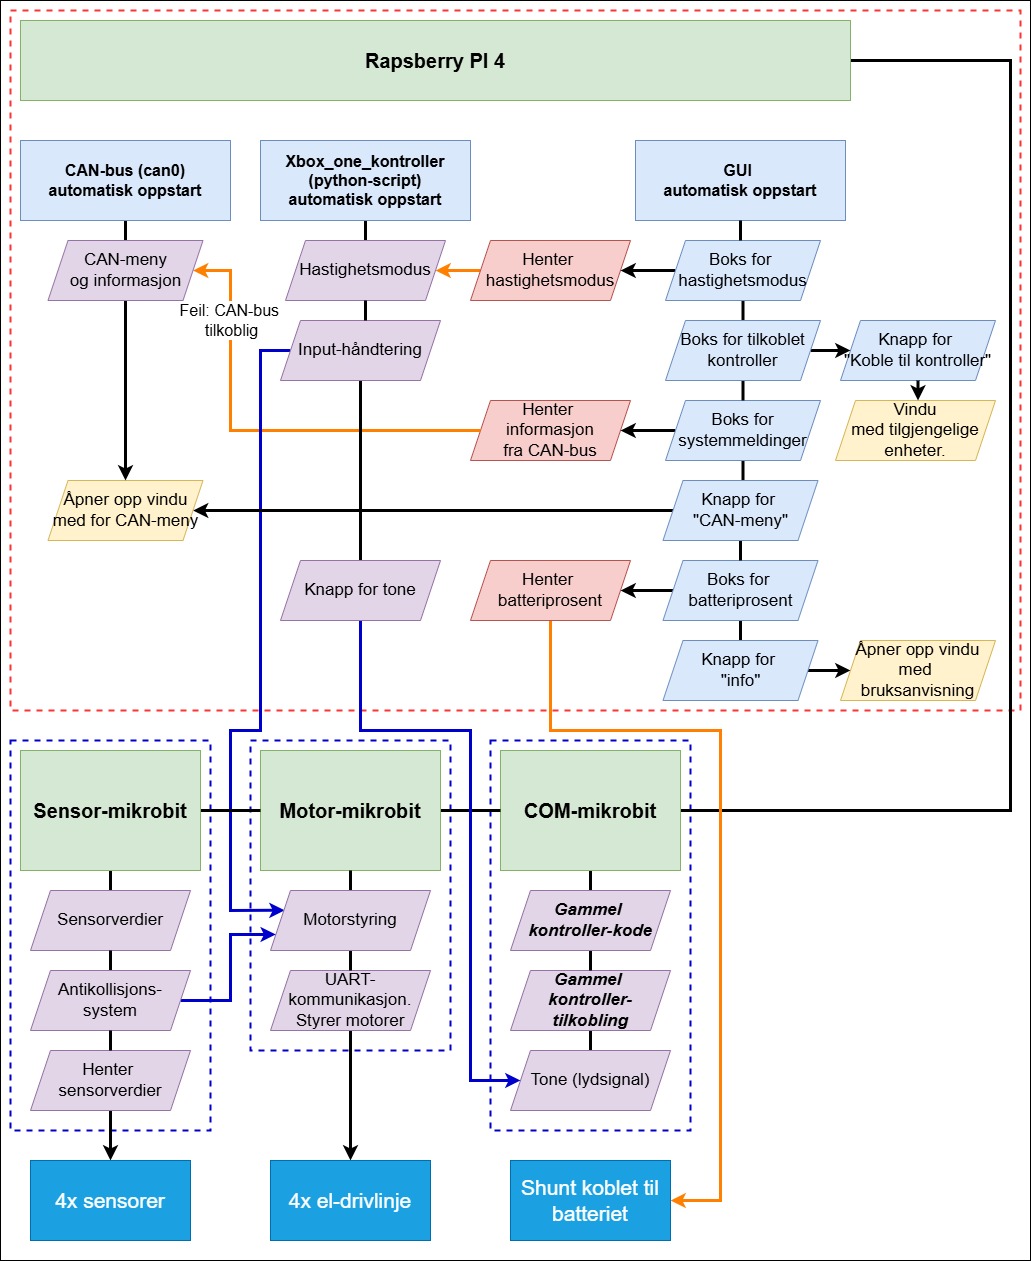 Rapsberry PI 4
CAN-bus (can0)
automatisk oppstart
Xbox_one_kontroller
(python-script)
automatisk oppstart
GUI
automatisk oppstart
CAN-meny
og informasjon
Hastighetsmodus
Henter
hastighetsmodus
Boks for
hastighetsmodus
Feil: CAN-bus
tilkoblig
Input-håndtering
Boks for tilkoblet
kontroller
Knapp for
"Koble til kontroller"
Henter
informasjon
fra CAN-bus
Boks for
systemmeldinger
Vindu
med tilgjengelige
enheter.
Åpner opp vindu
med for CAN-meny
Knapp for
"CAN-meny"
Knapp for tone
Henter
batteriprosent
Boks for
batteriprosent
Knapp for
"info"
Åpner opp vindu
med
bruksanvisning
Sensor-mikrobit
Motor-mikrobit
COM-mikrobit
Sensorverdier
Motorstyring
Gammel
kontroller-kode
Antikollisjons-
system
UART-
kommunikasjon.
Styrer motorer
Gammel
kontroller-
tilkobling
Henter
sensorverdier
Tone (lydsignal)
4x sensorer
4x el-drivlinje
Shunt koblet til
batteriet